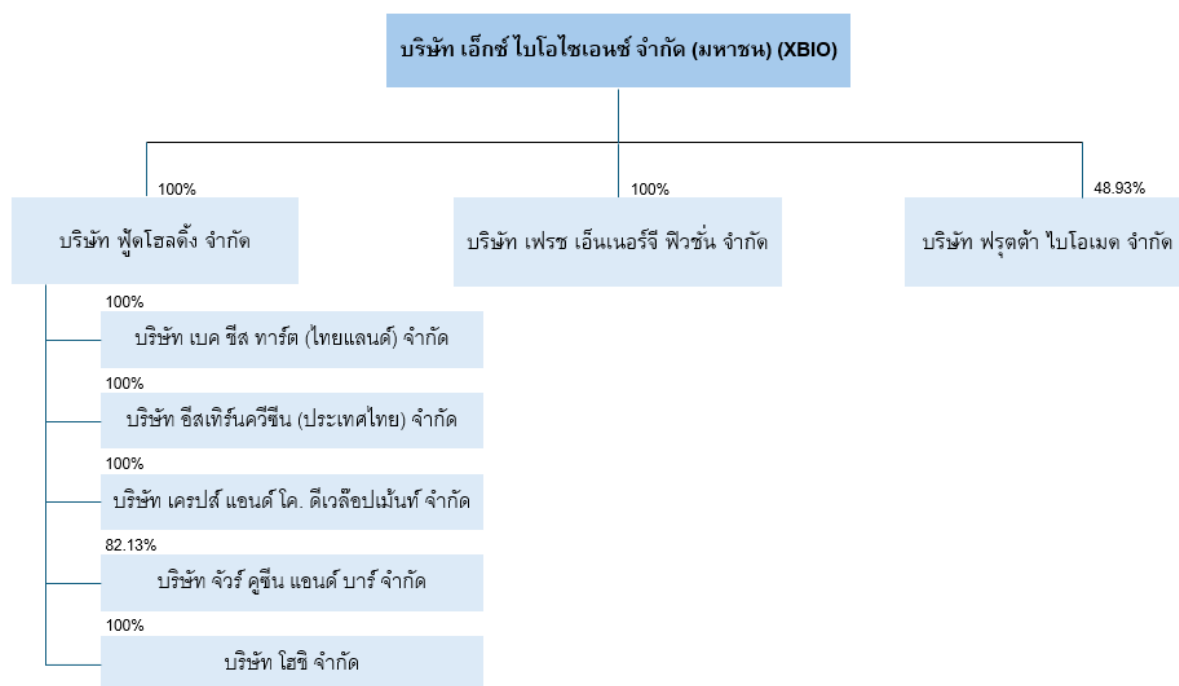 บริษัท เอ็กซ์ ไบโอไซเอนซ์ จำกัด (มหาชน) (XBIO)
100%
100%
48.93%
บริษัท ฟู้ดโฮลดิ้ง จำกัด
บริษัท เฟรช เอ็นเนอร์จี ฟิวชั่น จำกัด
บริษัท ฟรุตต้า ไบโอเมด จำกัด
100%
บริษัท เบค ชีส ทาร์ต (ไทยแลนด์) จำกัด
100%
บริษัท อีสเทิร์นควีซีน (ประเทศไทย) จำกัด
100%
บริษัท เครปส์ แอนด์ โค. ดีเวล๊อปเม้นท์ จำกัด
82.13%
บริษัท จัวร์ คูซีน แอนด์ บาร์ จำกัด
100%
บริษัท โฮชิ จำกัด